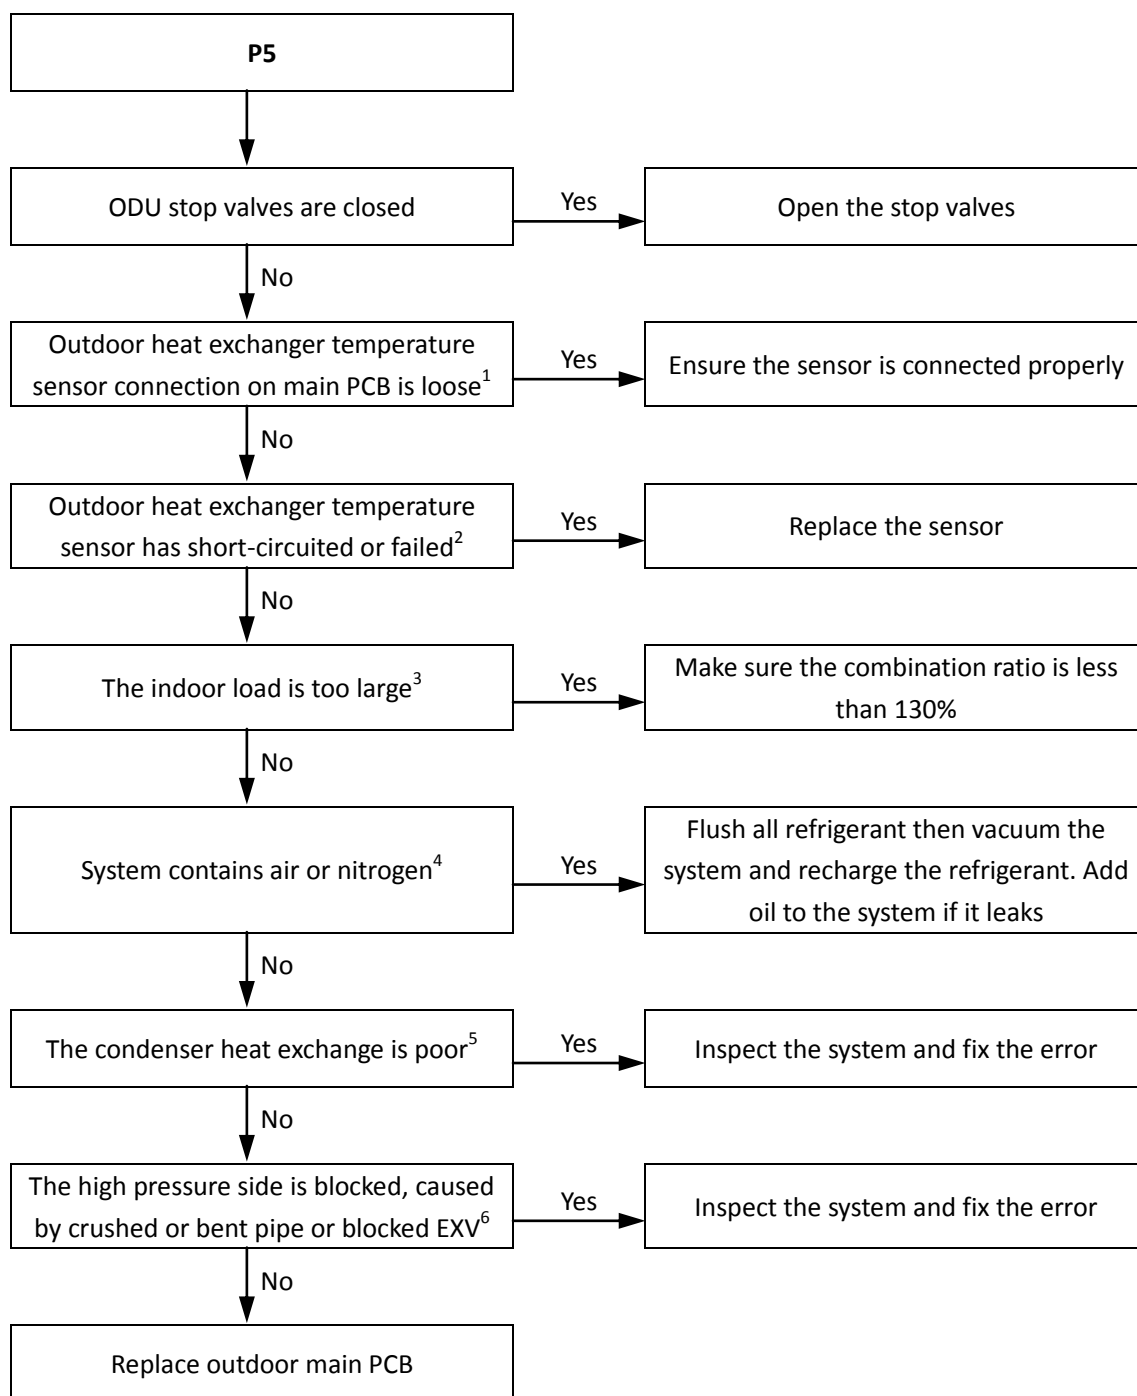 P5
ODU stop valves are closed
Yes
Open the stop valves
No
Outdoor heat exchanger temperature
sensor connection on main PCB is loose1
Yes
Ensure the sensor is connected properly
No
Outdoor heat exchanger temperature
sensor has short-circuited or failed2
Yes
Replace the sensor
No
The indoor load is too large3
Yes
Make sure the combination ratio is less
than 130%
No
System contains air or nitrogen4
Yes
Flush all refrigerant then vacuum the
system and recharge the refrigerant. Add
oil to the system if it leaks
No
The condenser heat exchange is poor5
Yes
Inspect the system and fix the error
No
The high pressure side is blocked, caused
by crushed or bent pipe or blocked EXV6
Yes
Inspect the system and fix the error
No
Replace outdoor main PCB